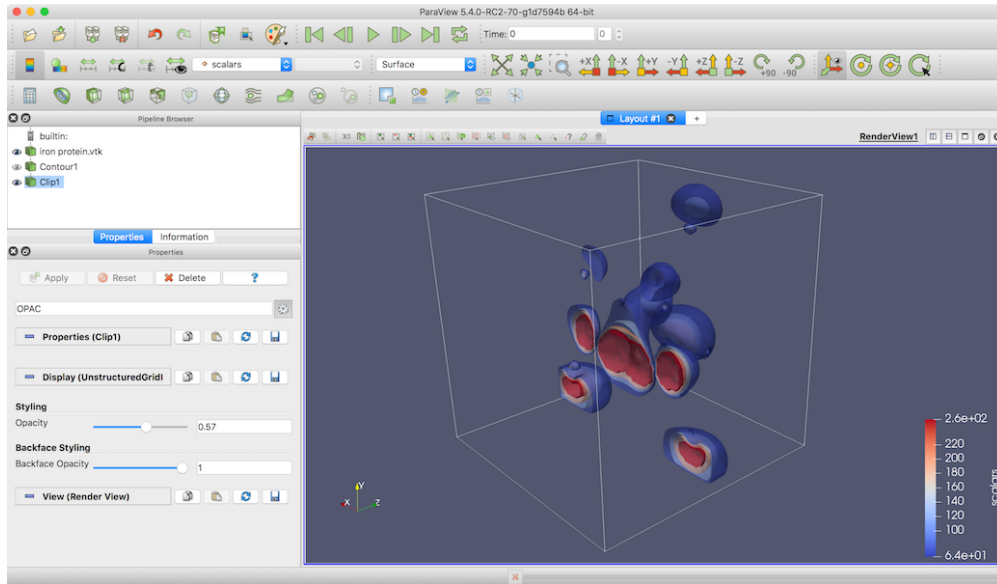 ParaView 5.4.0-RC2-70-g1d7594b 64-bit
Time: 0 0
scalars Surface +X -X +Y -Y +Z -Z +90 -90
Pipeline Browser
builtin:
iron protein.vtk
Contour1
Clip1
Properties Information
Properties
Apply Reset Delete ?
OPAC
Properties (Clip1)
Display (UnstructuredGridl
Styling
Opacity 0.57
Backface Styling
Backface Opacity 1
View (Render View)
Layout #1 +
3D RenderView1
Y
X Z
2.6e+02
220
200
180
160
140
120
100
6.4e+01
scalars